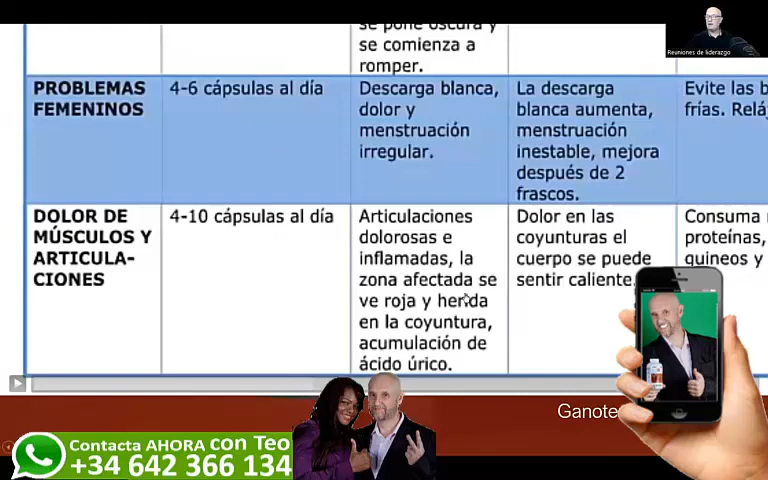 se pone oscura y
se comienza a
romper.
Reuniones de liderazgo
PROBLEMAS
FEMENINOS
4-6 cápsulas al día
Descarga blanca,
dolor y
menstruación
irregular.
La descarga
blanca aumenta,
menstruación
inestable, mejora
después de 2
frascos.
Evite las b
frías. Relá
DOLOR DE
MÚSCULOS Y
ARTICULA-
CIONES
4-10 cápsulas al día
Articulaciones
dolorosas e
inflamadas, la
zona afectada se
ve roja y herida
en la coyuntura,
acumulación de
ácido úrico.
Dolor en las
coyunturas el
cuerpo se puede
sentir caliente.
Consuma
proteínas,
quineos y
Ganote
Contacta AHORA con Teo
+34 642 366 134